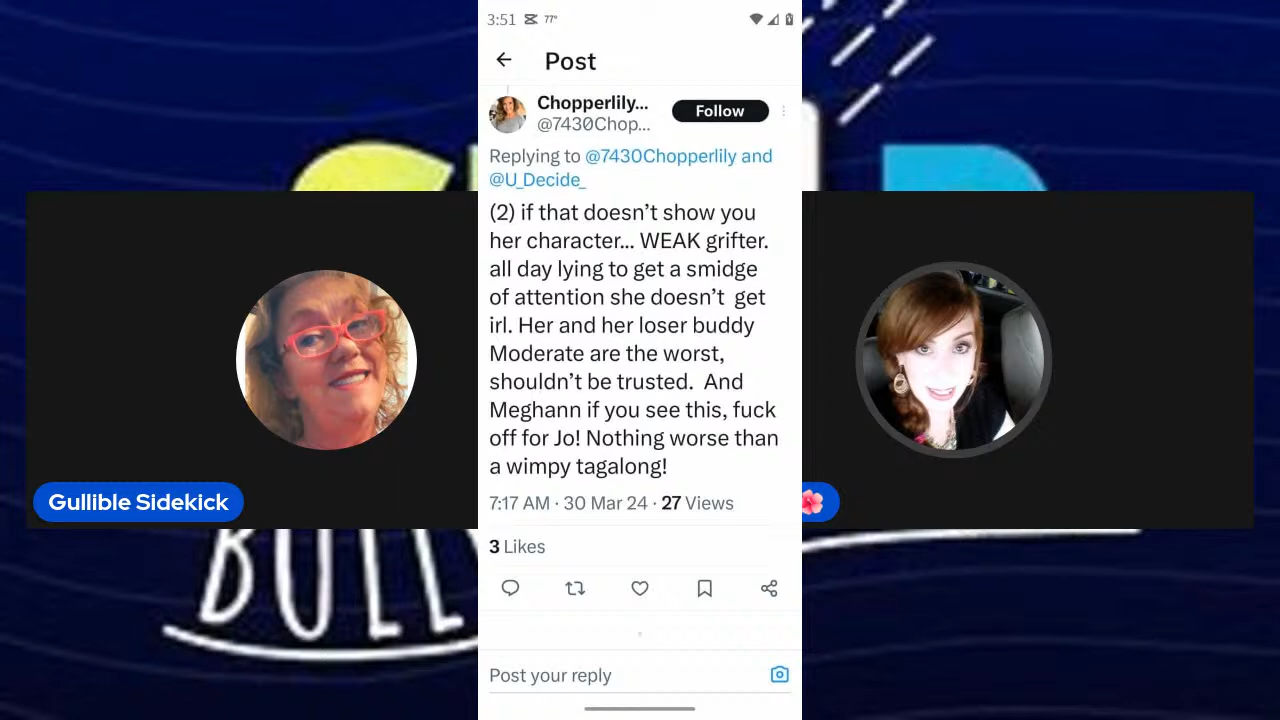 3:51 77°
Post
Chopperlily...
Follow
@7430Chop...
Replying to @7430Chopperlily and
@U_Decide_
(2) if that doesn’t show you
her character... WEAK grifter.
all day lying to get a smidge
of attention she doesn’t  get
irl. Her and her loser buddy
Moderate are the worst,
shouldn’t be trusted.  And
Meghann if you see this, fuck
off for Jo! Nothing worse than
a wimpy tagalong!
7:17 AM · 30 Mar 24 · 27 Views
3 Likes
Post your reply
Gullible Sidekick
BULLY